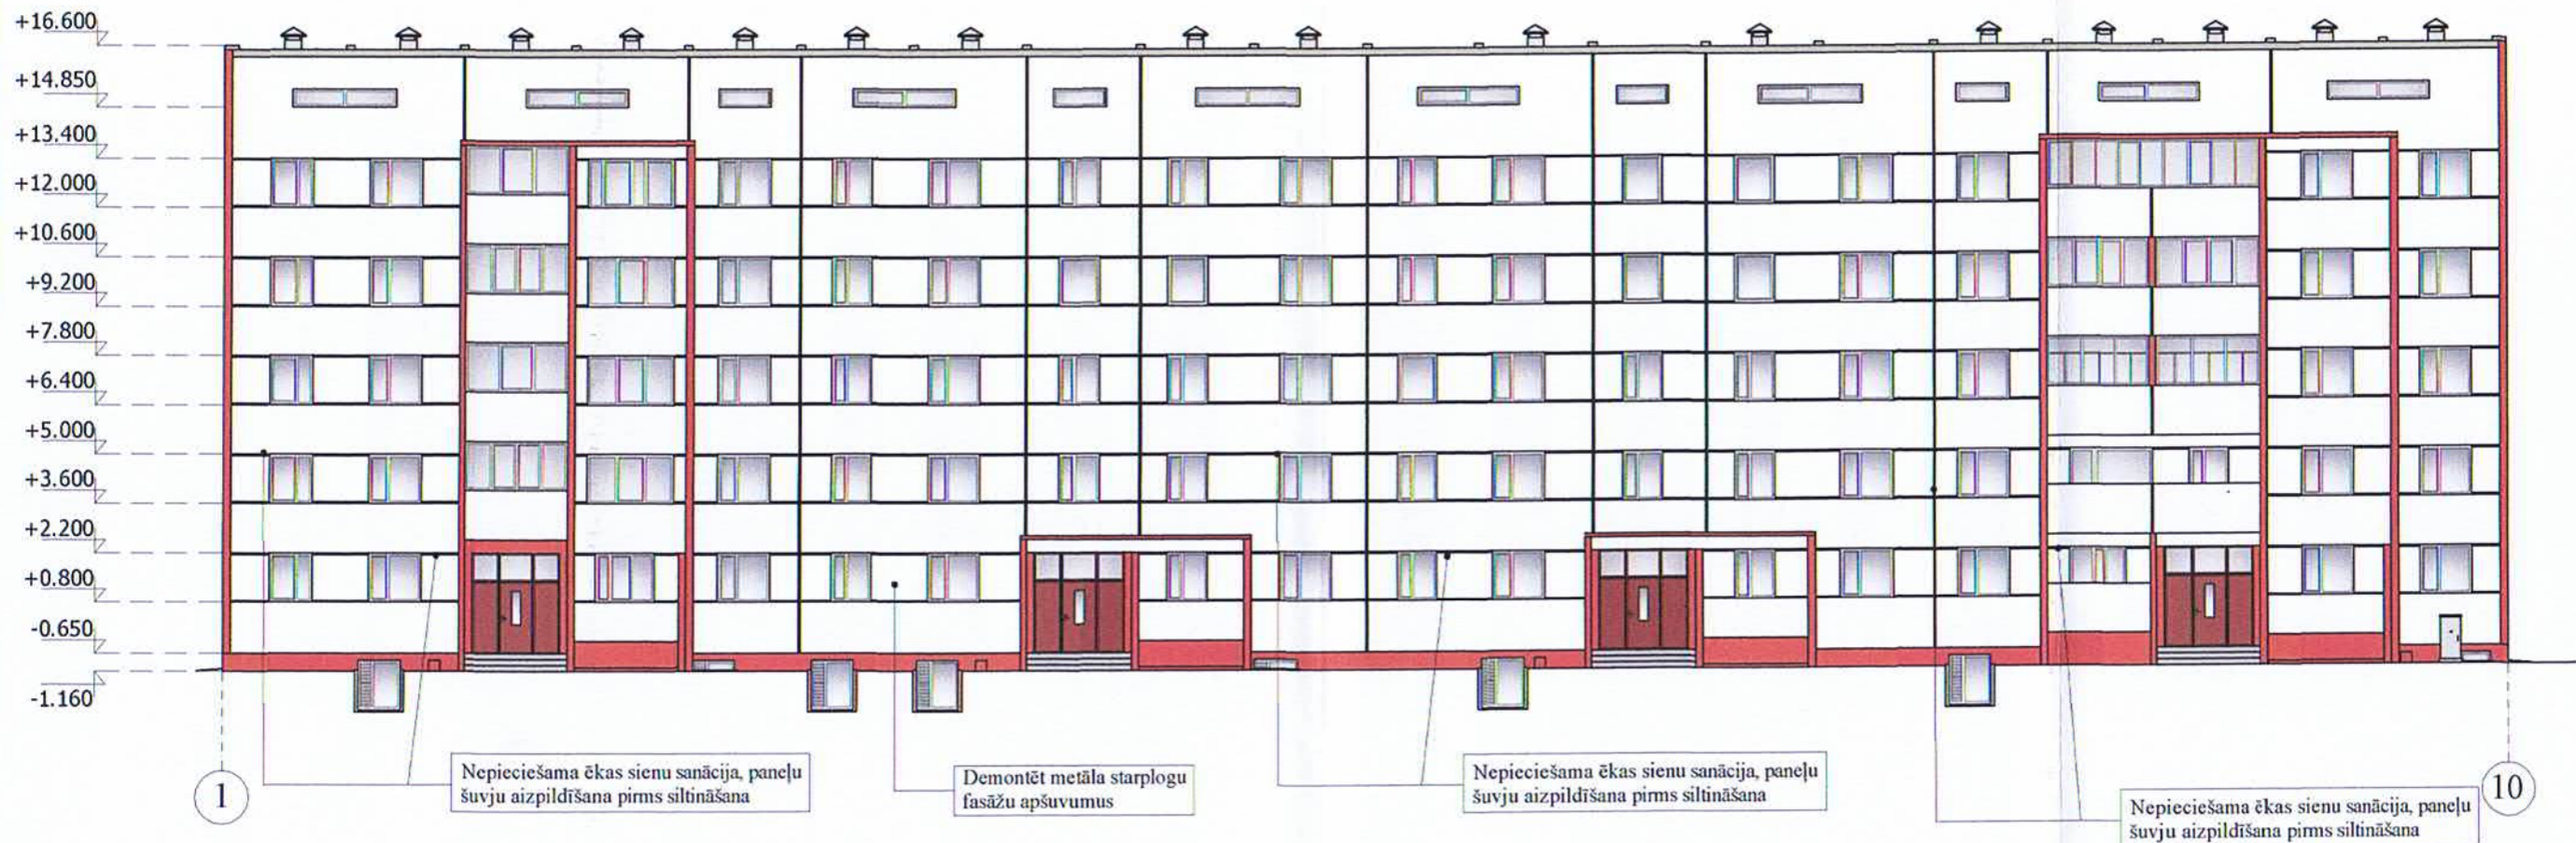 +16.600
+14.850
+13.400
+12.000
+10.600
+9.200
+7.800
+6.400
+5.000
+3.600
+2.200
+0.800
-0.650
-1.160
1
Nepieciešama ēkas sienu sanācija, paneļu
šuvju aizpildīšana pirms siltināšana
Demontēt metāla starplogu
fasāžu apšuvumus
Nepieciešama ēkas sienu sanācija, paneļu
šuvju aizpildīšana pirms siltināšana
Nepieciešama ēkas sienu sanācija, paneļu
šuvju aizpildīšana pirms siltināšana
10